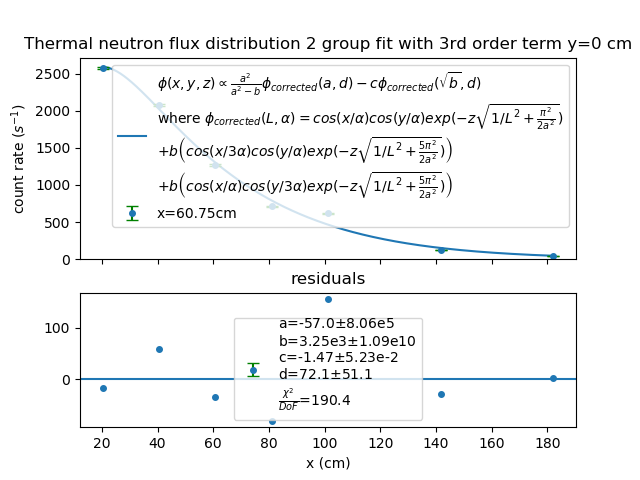 Thermal neutron flux distribution 2 group fit with 3rd order term y=0 cm
count rate (s⁻¹)
2500
2000
1500
1000
500
0
ϕ(x, y, z) ∝ a²/(a² − b) ϕ_corrected(a, d) − cϕ_corrected(√b, d)
where ϕ_corrected(L, α) = cos(x/α)cos(y/α)exp(−z√(1/L² + π²/2a²))
+b(cos(x/3α)cos(y/α)exp(−z√(1/L² + 5π²/2a²)))
+b(cos(x/α)cos(y/3α)exp(−z√(1/L² + 5π²/2a²)))
x=60.75cm
residuals
100
0
a=-57.0±8.06e5
b=3.25e3±1.09e10
c=-1.47±5.23e-2
d=72.1±51.1
χ²/DoF=190.4
20 40 60 80 100 120 140 160 180
x (cm)